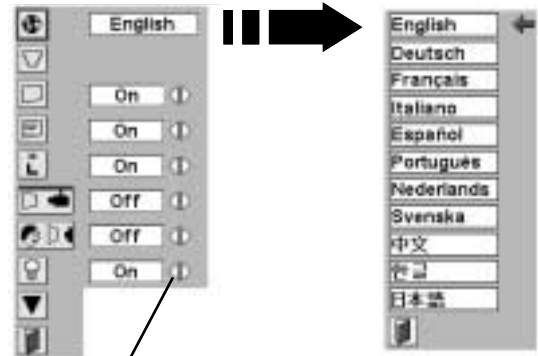 English
On
On
On
Off
Off
On
English
Deutsch
Français
Italiano
Español
Português
Nederlands
Svenska
中文
한글
日本語